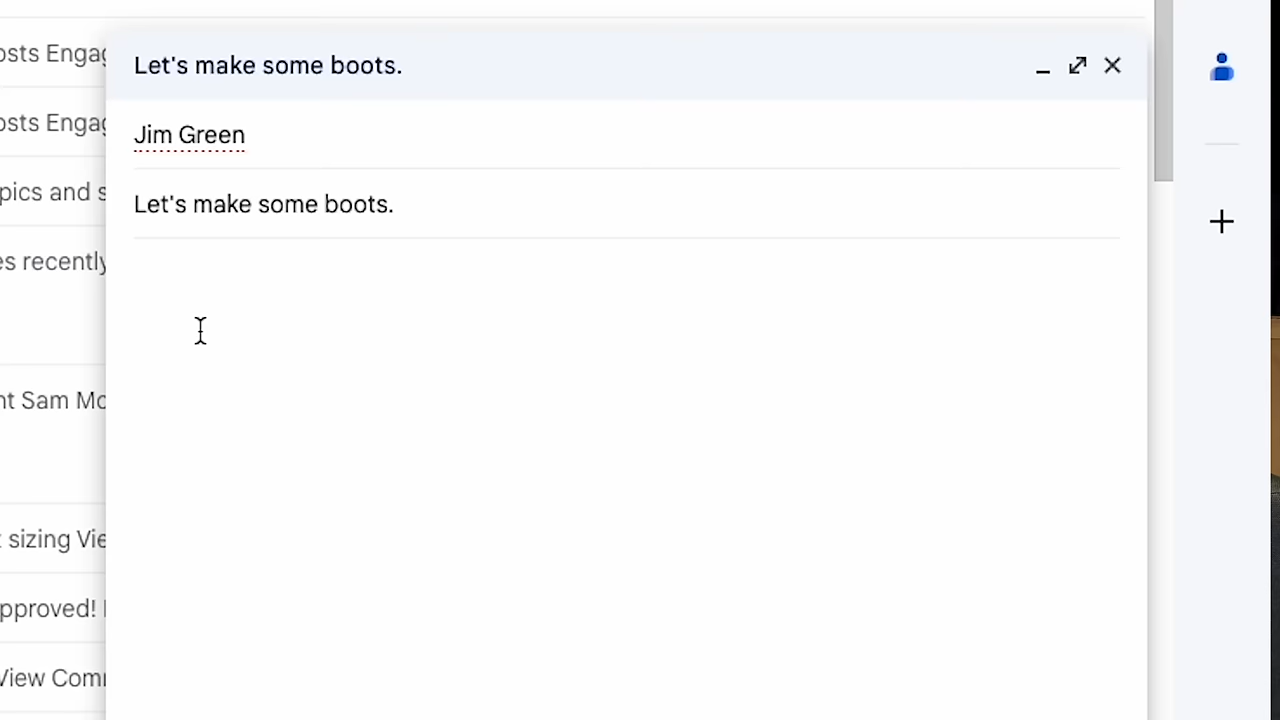 osts Engag
Let's make some boots.
osts Engag
Jim Green
pics and s
Let's make some boots.
es recently
nt Sam Mc
t sizing Vie
pproved!
View Com